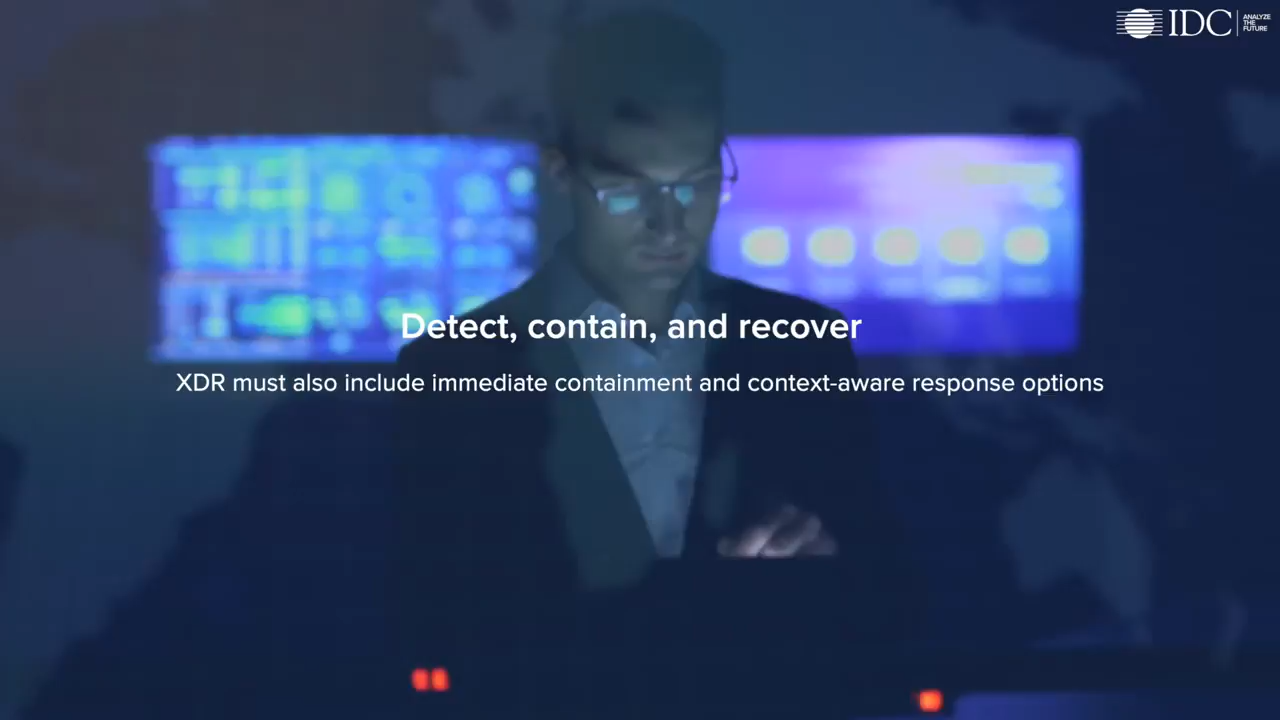 IDC
ANALYZE
THE
FUTURE
Detect, contain, and recover
XDR must also include immediate containment and context-aware response options